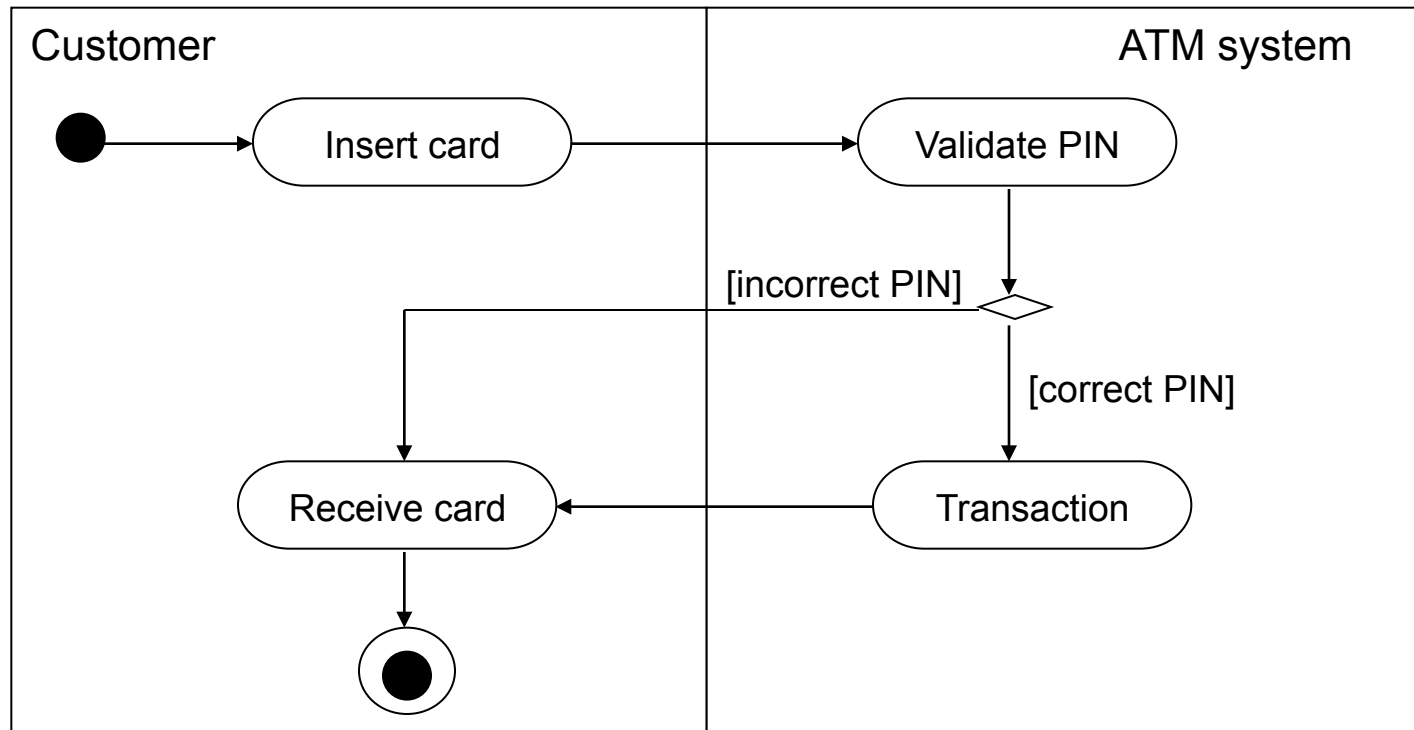 Customer
ATM system
Insert card
Validate PIN
[incorrect PIN]
[correct PIN]
Receive card
Transaction